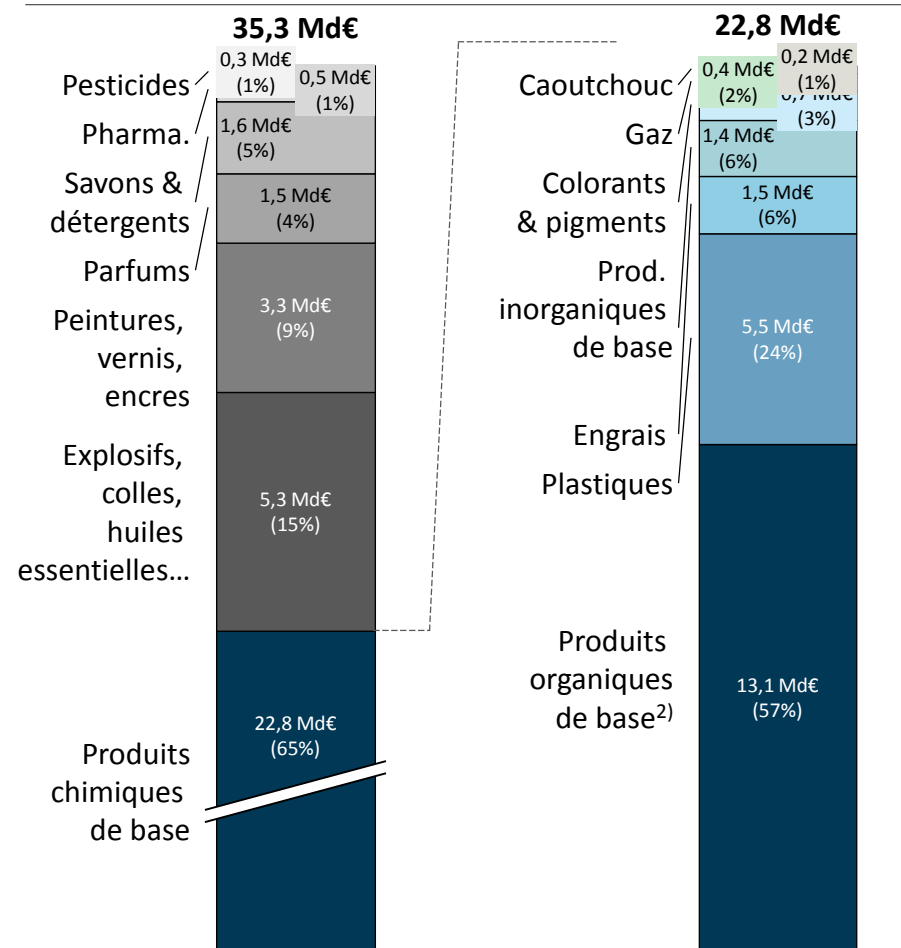 35,3 Md€
Pesticides
0,3 Md€
(1%)
0,5 Md€
(1%)
Pharma.
1,6 Md€
(5%)
Savons &
détergents
1,5 Md€
(4%)
Parfums
3,3 Md€
(9%)
Peintures,
vernis,
encres
Explosifs,
colles,
huiles
essentielles...
5,3 Md€
(15%)
22,8 Md€
(65%)
Produits
chimiques
de base
22,8 Md€
Caoutchouc
0,4 Md€
(2%)
0,2 Md€
(1%)
0,7 Md€
(3%)
Gaz
1,4 Md€
(6%)
Colorants
& pigments
1,5 Md€
(6%)
Prod.
inorganiques
de base
5,5 Md€
(24%)
Engrais
Plastiques
Produits
organiques
de base2)
13,1 Md€
(57%)